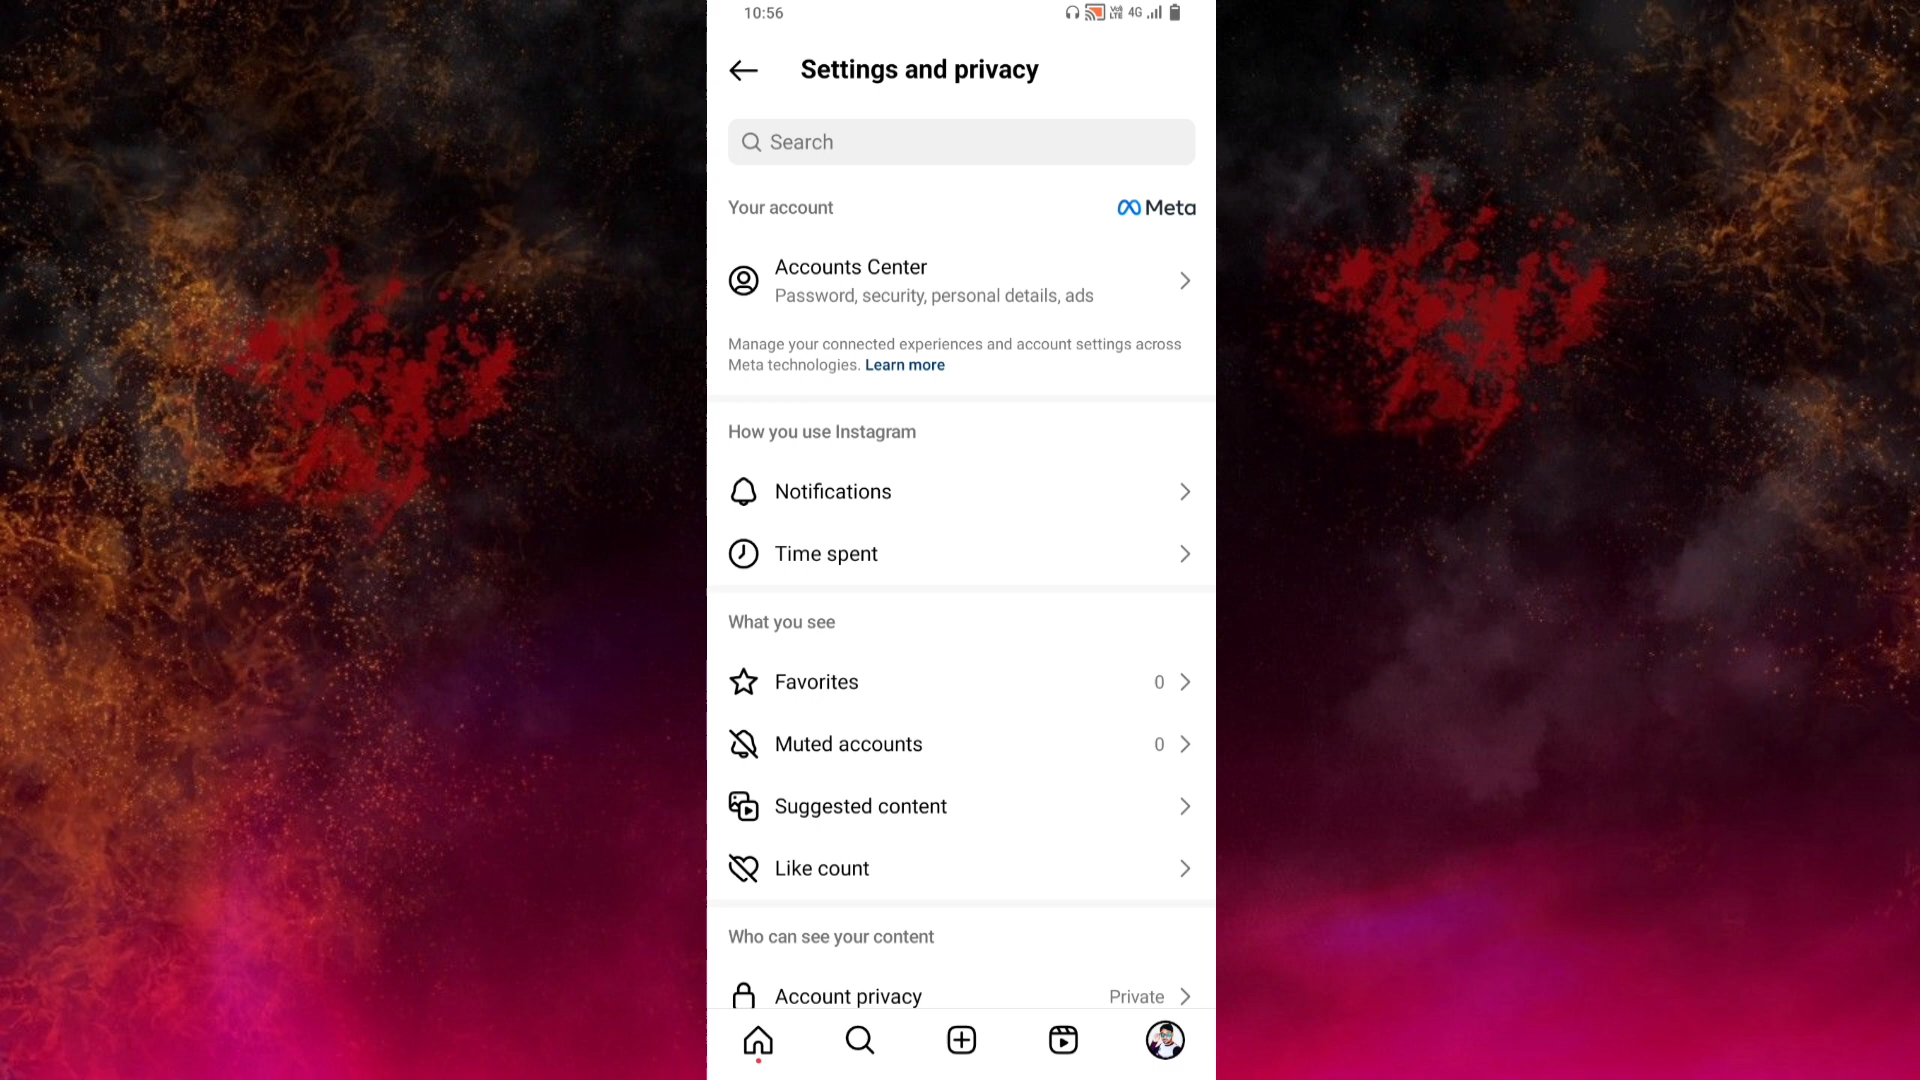 10:56
4G
Settings and privacy
Search
Your account
Meta
Accounts Center
Password, security, personal details, ads
Manage your connected experiences and account settings across
Meta technologies. Learn more
How you use Instagram
Notifications
Time spent
What you see
Favorites 0
Muted accounts 0
Suggested content
Like count
Who can see your content
Account privacy Private